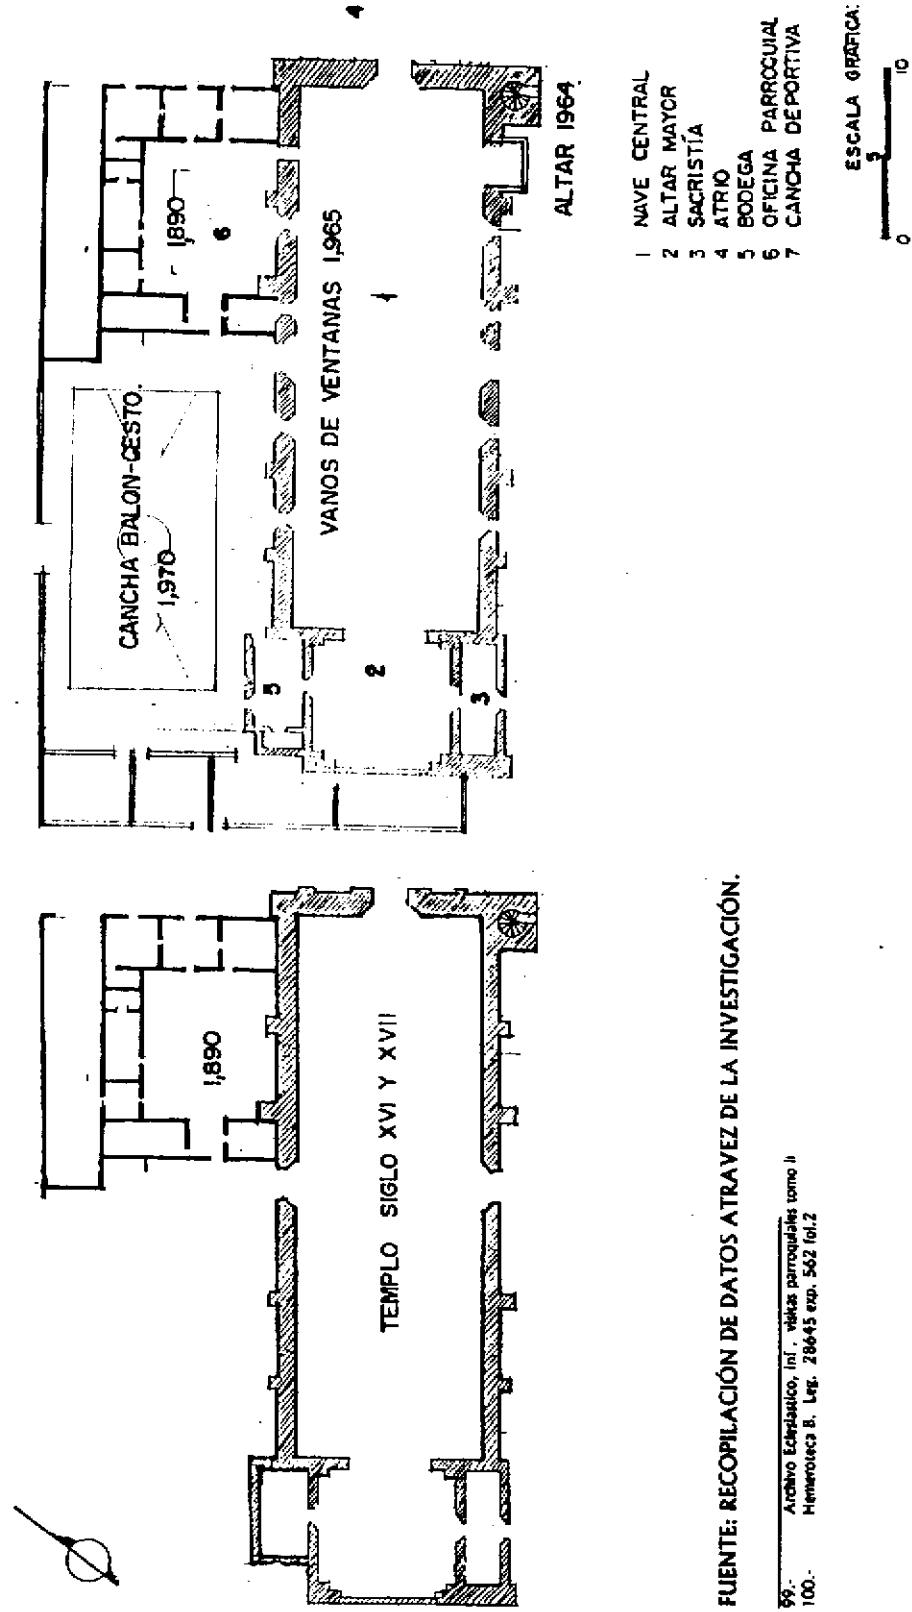 1,890
TEMPLO SIGLO XVI Y XVII
CANCHA BALON-CESTO.
1,970
1,890
6
4
VANOS DE VENTANAS 1,965
1
5
2
3
ALTAR 1964
1 NAVE CENTRAL
2 ALTAR MAYOR
3 SACRISTÍA
4 ATRIO
5 BODEGA
6 OFICINA PARROQUIAL
7 CANCHA DEPORTIVA
ESCALA GRÁFICA:
0 5 10
FUENTE: RECOPILACIÓN DE DATOS ATRAVEZ DE LA INVESTIGACIÓN.
99.- Archivo Eclesiastico, inf. visitas parroquiales tomo II
100.- Hemeroteca B. Leg. 28645 exp. 562 fol.2